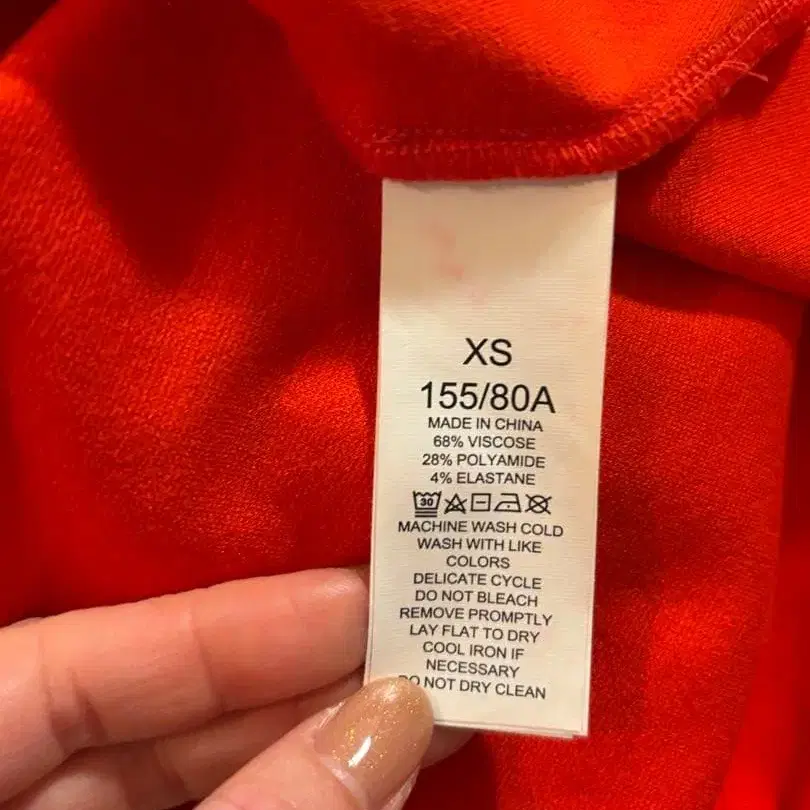 XS
155/80A
MADE IN CHINA
68% VISCOSE
28% POLYAMIDE
4% ELASTANE
30
MACHINE WASH COLD
WASH WITH LIKE
COLORS
DELICATE CYCLE
DO NOT BLEACH
REMOVE PROMPTLY
LAY FLAT TO DRY
COOL IRON IF
NECESSARY
DO NOT DRY CLEAN